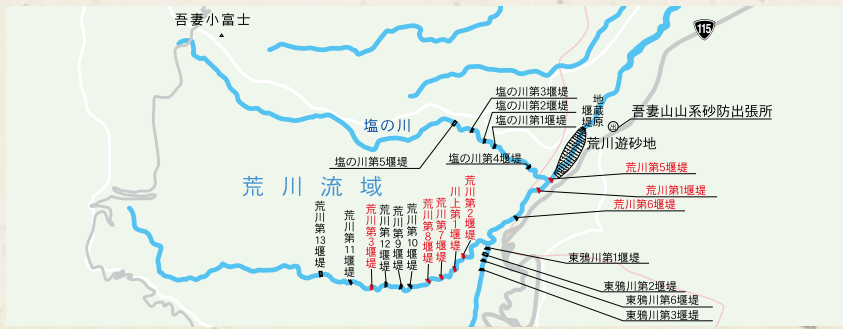 吾妻小富士
115
塩の川第3堰堤
塩の川第2堰堤
塩の川第1堰堤
地蔵原堰堤
吾妻山山系砂防出張所
塩の川
荒川遊砂地
塩の川第5堰堤
塩の川第4堰堤
荒川第5堰堤
荒川第1堰堤
荒川第6堰堤
荒川流域
荒川第13堰堤
荒川第11堰堤
荒川第3堰堤
荒川第12堰堤
荒川第9堰堤
荒川第10堰堤
荒川第8堰堤
荒川第7堰堤
川上第1堰堤
荒川第2堰堤
東鴉川第1堰堤
東鴉川第2堰堤
東鴉川第6堰堤
東鴉川第3堰堤